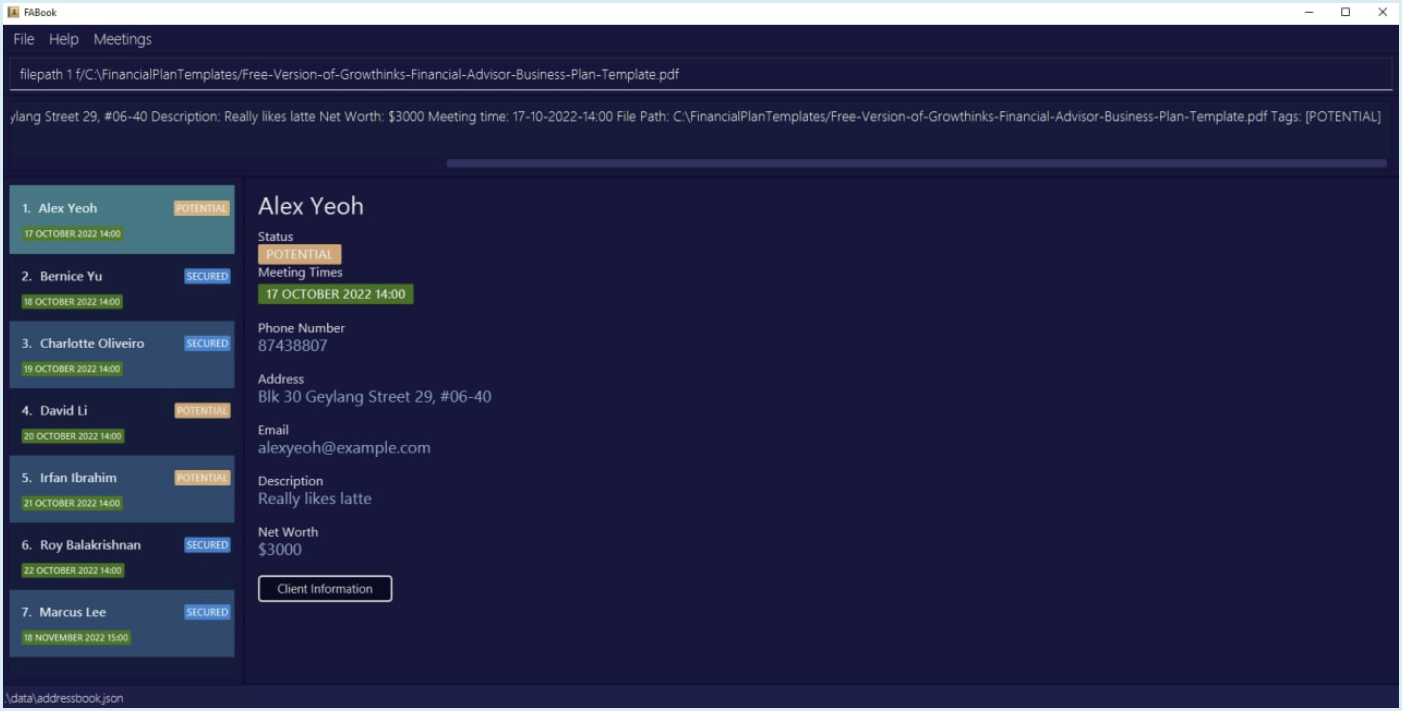 FABook
File Help Meetings
filepath 1 f/C:\FinancialPlanTemplates/Free-Version-of-Growthinks-Financial-Advisor-Business-Plan-Template.pdf
ylang Street 29, #06-40 Description: Really likes latte Net Worth: $3000 Meeting time: 17-10-2022-14:00 File Path: C:\FinancialPlanTemplates/Free-Version-of-Growthinks-Financial-Advisor-Business-Plan-Template.pdf Tags: [POTENTIAL]
1. Alex Yeoh POTENTIAL
17 OCTOBER 2022 14:00
2. Bernice Yu SECURED
18 OCTOBER 2022 14:00
3. Charlotte Oliveiro SECURED
19 OCTOBER 2022 14:00
4. David Li POTENTIAL
20 OCTOBER 2022 14:00
5. Irfan Ibrahim POTENTIAL
21 OCTOBER 2022 14:00
6. Roy Balakrishnan SECURED
22 OCTOBER 2022 14:00
7. Marcus Lee SECURED
18 NOVEMBER 2022 15:00
Alex Yeoh
Status
POTENTIAL
Meeting Times
17 OCTOBER 2022 14:00
Phone Number
87438807
Address
Blk 30 Geylang Street 29, #06-40
Email
alexyeoh@example.com
Description
Really likes latte
Net Worth
$3000
Client Information
.\data\addressbook.json